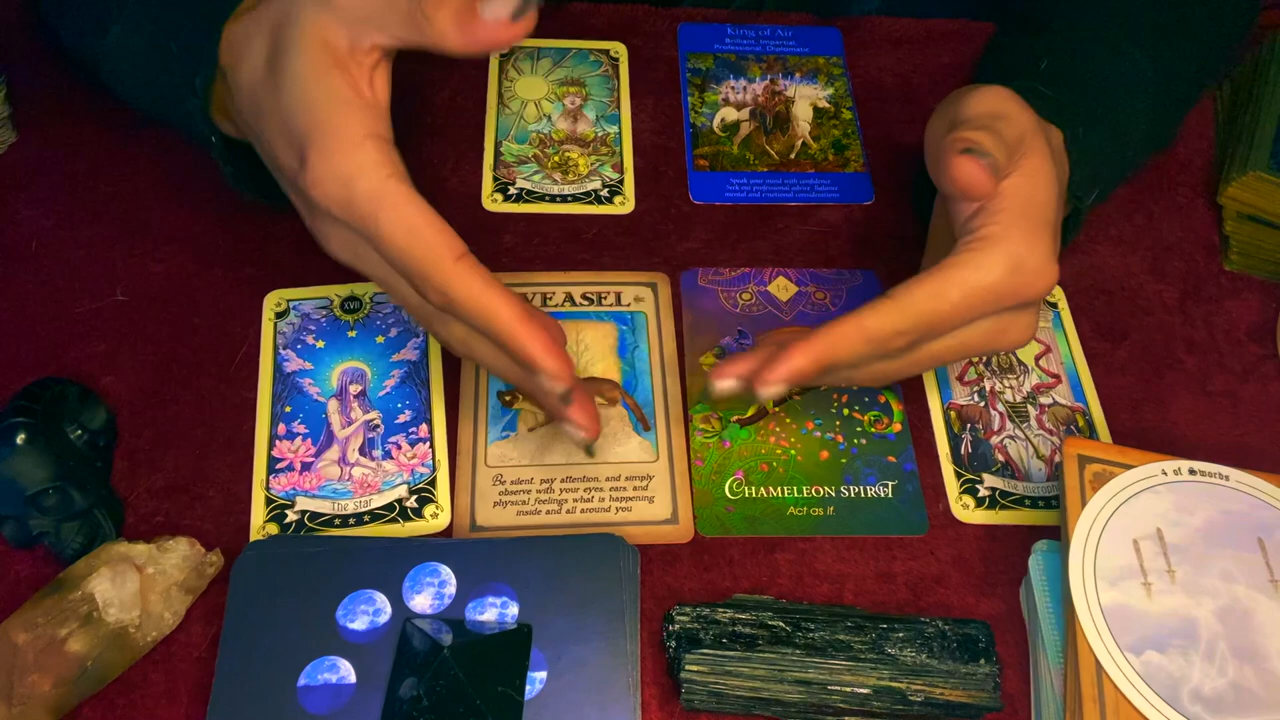 Queen of Coins
King of Air
Brilliant, Impartial,
Professional, Diplomatic
Speak your mind with confidence
Seek out professional advice. Balance
mental and emotional considerations.
XVII
The Star
WEASEL
Be silent, pay attention, and simply
observe with your eyes, ears, and
physical feelings what is happening
inside and all around you
14
CHAMELEON SPIRIT
Act as if.
The Hieroph
4 of Swords